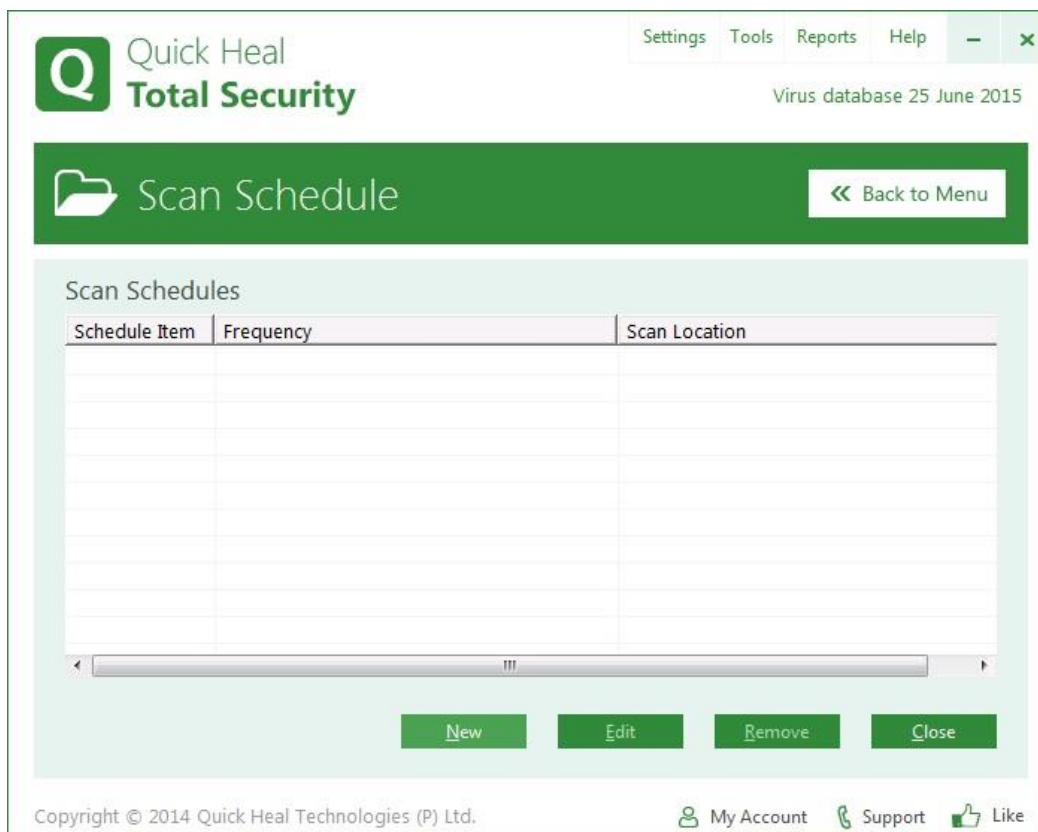 Settings Tools Reports Help
Quick Heal
Total Security
Virus database 25 June 2015
Scan Schedule
Back to Menu
Scan Schedules
Schedule Item Frequency Scan Location
New Edit Remove Close
Copyright © 2014 Quick Heal Technologies (P) Ltd. My Account Support Like